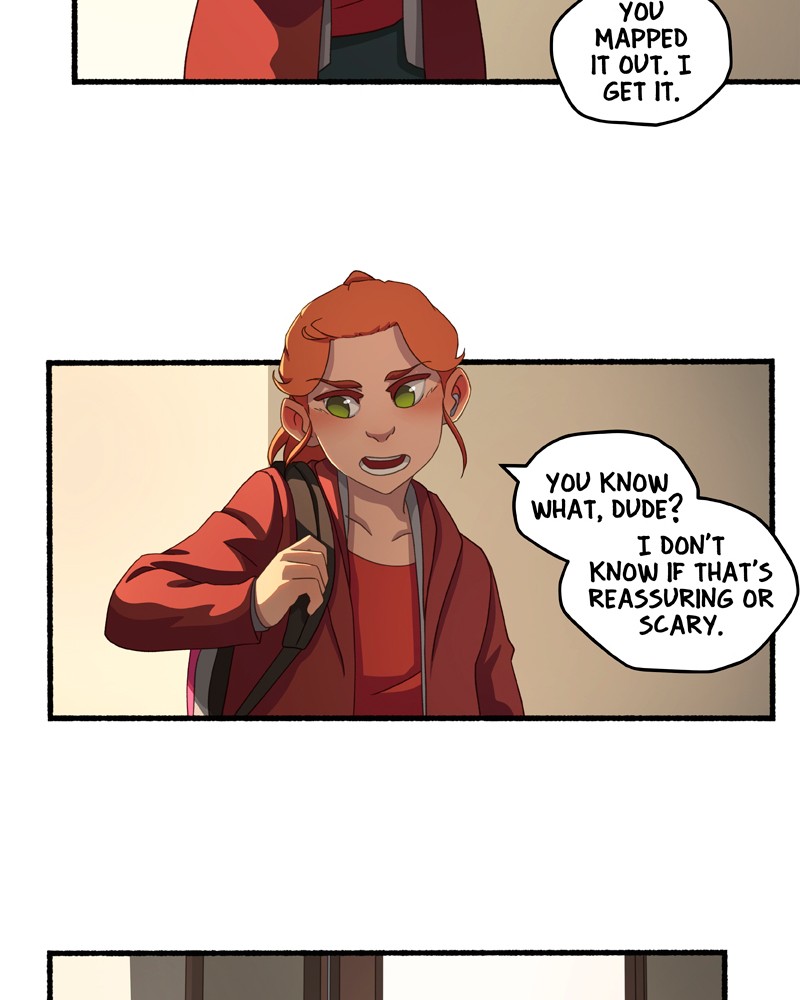 YOU
MAPPED
IT OUT. I
GET IT.
YOU KNOW
WHAT, DUDE?
I DON'T
KNOW IF THAT'S
REASSURING OR
SCARY.